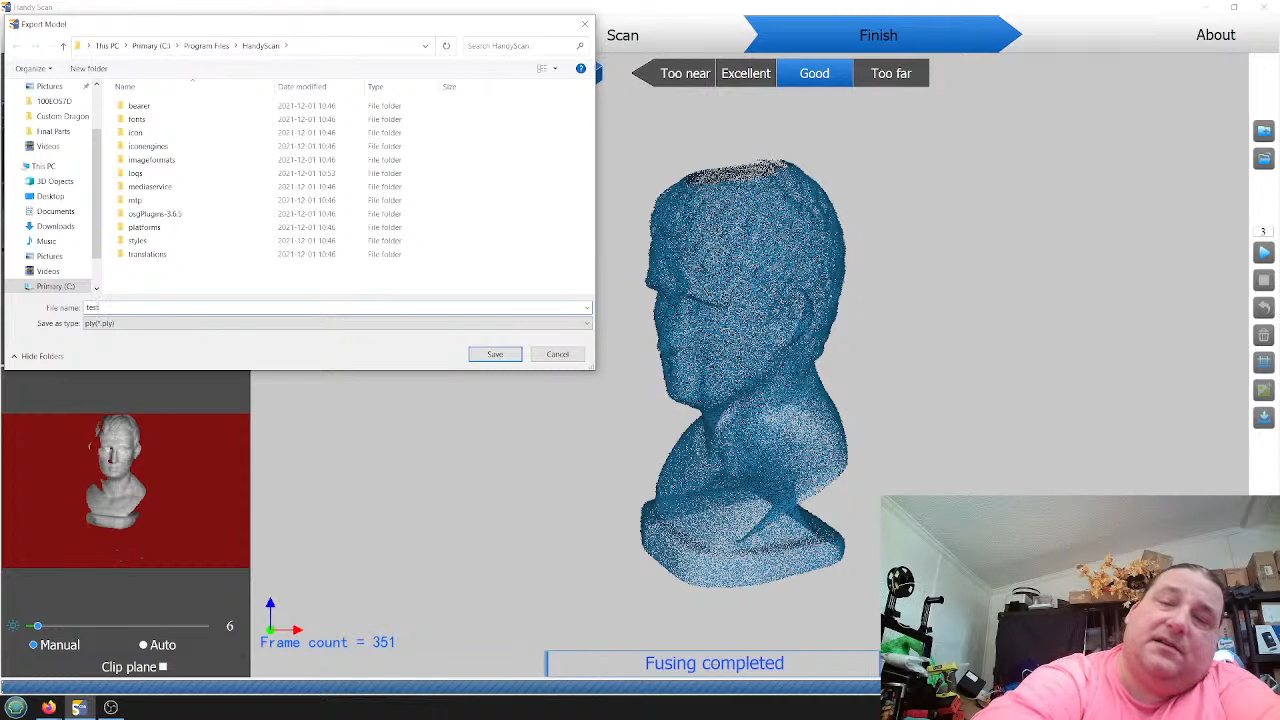 Handy Scan
Export Model
This PC
Primary (C:)
Program Files
HandyScan
Search HandyScan
Organize
New folder
Name
Date modified
Type
Size
Pictures
100EOS7D
Custom Dragon
Final Parts
Videos
This PC
3D Objects
Desktop
Documents
Downloads
Music
Pictures
Videos
Primary (C:)
bearer 2021-12-01 10:46 File folder
fonts 2021-12-01 10:46 File folder
icon 2021-12-01 10:46 File folder
iconengines 2021-12-01 10:46 File folder
imageformats 2021-12-01 10:46 File folder
logs 2021-12-01 10:53 File folder
mediaservice 2021-12-01 10:46 File folder
mtp 2021-12-01 10:46 File folder
osgPlugins-3.6.5 2021-12-01 10:46 File folder
platforms 2021-12-01 10:46 File folder
styles 2021-12-01 10:46 File folder
translations 2021-12-01 10:46 File folder
File name: test
Save as type: ply(*.ply)
Hide Folders
Save
Cancel
Scan
Finish
About
Too near
Excellent
Good
Too far
3
6
Manual
Auto
Clip plane
Frame count = 351
Fusing completed